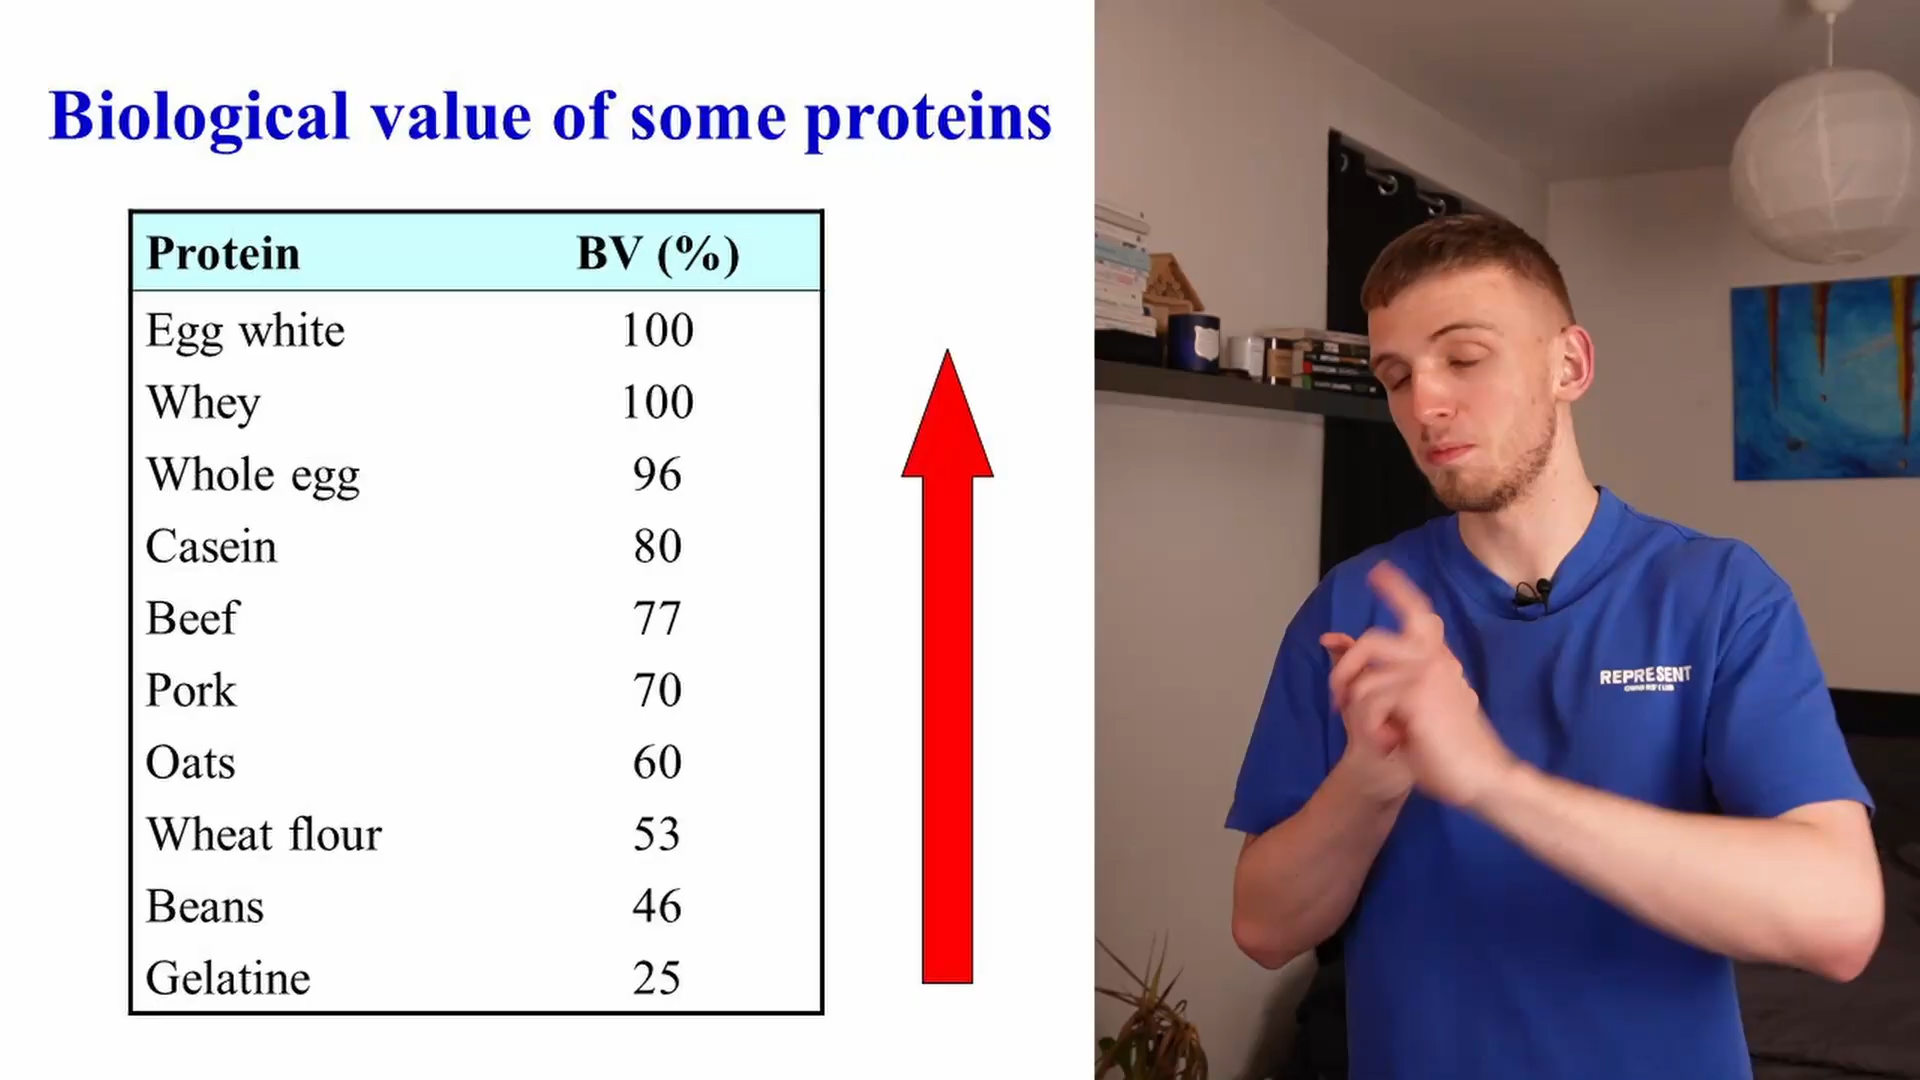 Biological value of some proteins
Protein BV (%)
Egg white 100
Whey 100
Whole egg 96
Casein 80
Beef 77
Pork 70
Oats 60
Wheat flour 53
Beans 46
Gelatine 25
REPRESENT